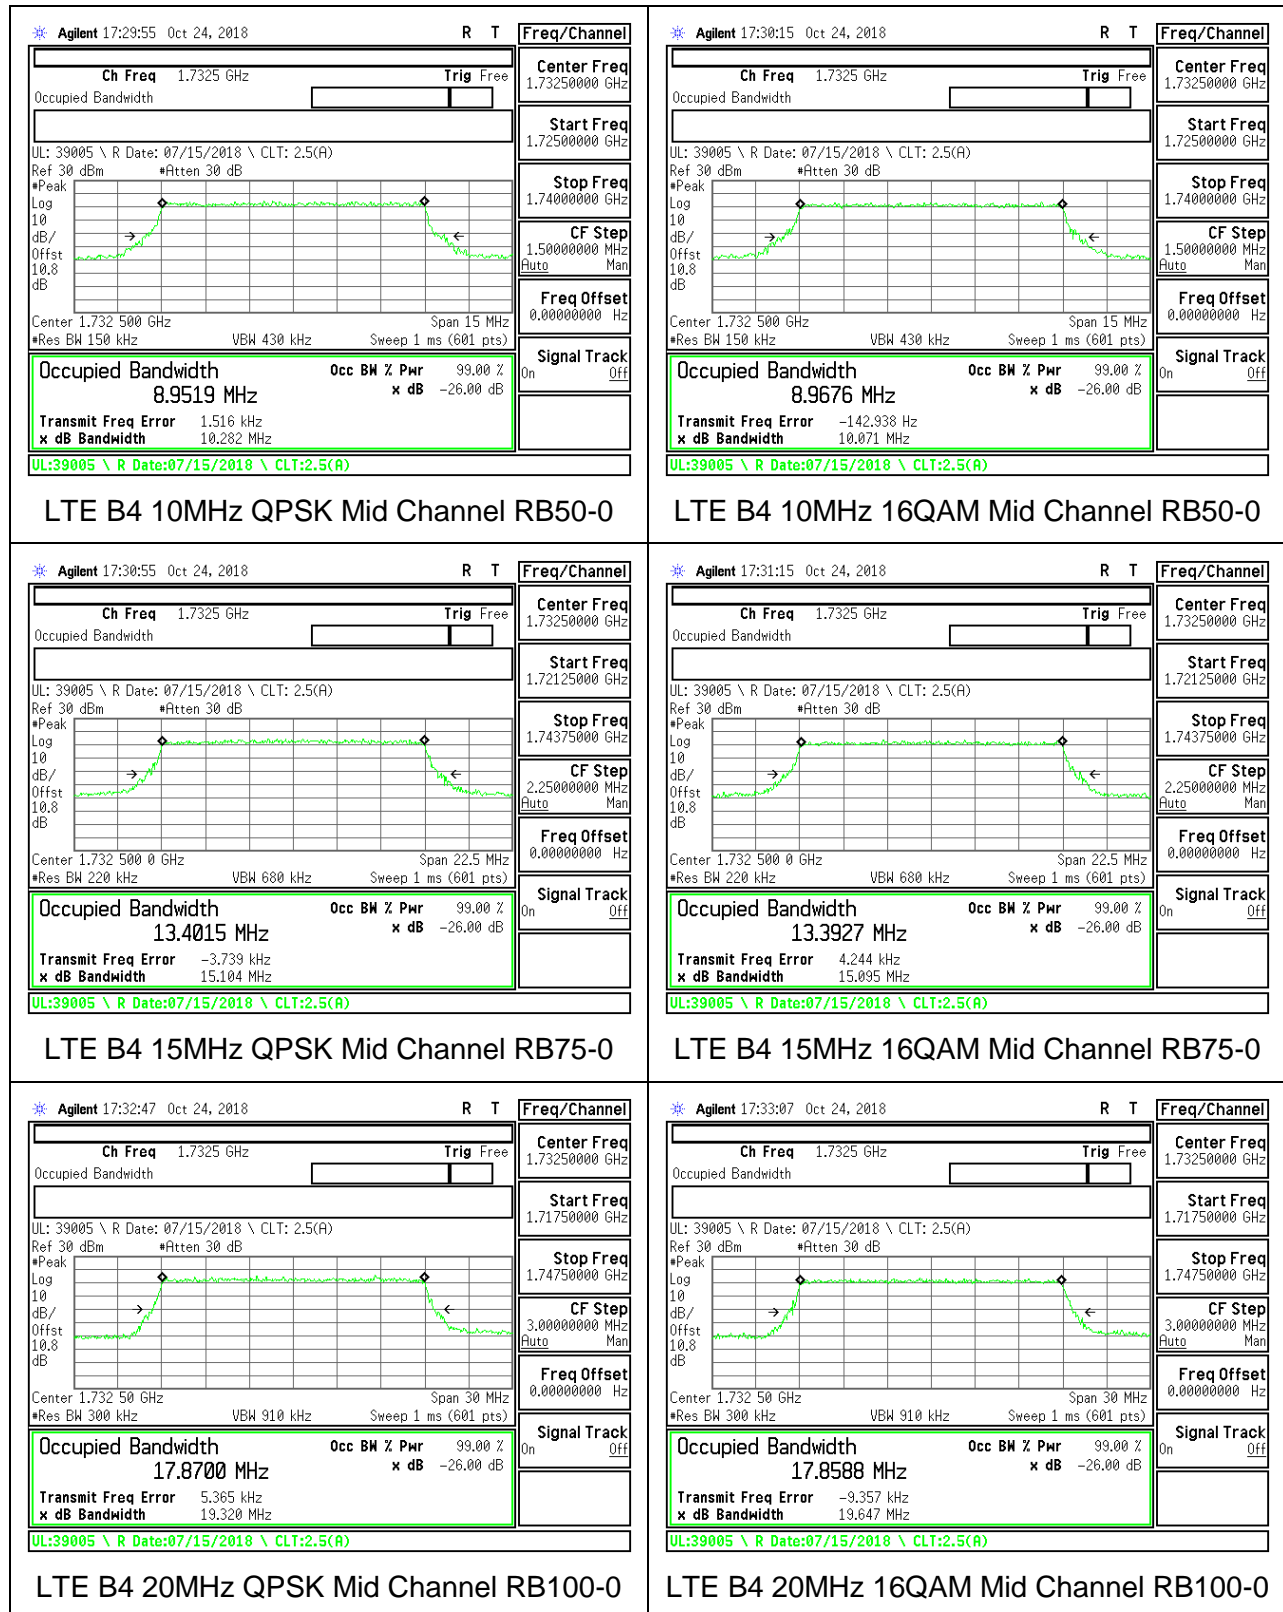 Agilent 17:29:55 Oct 24, 2018 R T Freq/Channel
Ch Freq 1.7325 GHz Trig Free
Occupied Bandwidth
Center Freq
1.73250000 GHz
Start Freq
1.72500000 GHz
Stop Freq
1.74000000 GHz
CF Step
1.50000000 MHz
Auto Man
Freq Offset
0.00000000 Hz
Signal Track
On Off
UL: 39005 \ R Date: 07/15/2018 \ CLT: 2.5(A)
Ref 30 dBm #Atten 30 dB
#Peak
Log
10
dB/
Offst
10.8
dB
Center 1.732 500 GHz Span 15 MHz
#Res BW 150 kHz VBW 430 kHz Sweep 1 ms (601 pts)
Occupied Bandwidth Occ BW % Pwr 99.00 %
8.9519 MHz x dB -26.00 dB
Transmit Freq Error 1.516 kHz
x dB Bandwidth 10.282 MHz
UL:39005 \ R Date:07/15/2018 \ CLT:2.5(A)
LTE B4 10MHz QPSK Mid Channel RB50-0
Agilent 17:30:15 Oct 24, 2018 R T Freq/Channel
Ch Freq 1.7325 GHz Trig Free
Occupied Bandwidth
Center Freq
1.73250000 GHz
Start Freq
1.72500000 GHz
Stop Freq
1.74000000 GHz
CF Step
1.50000000 MHz
Auto Man
Freq Offset
0.00000000 Hz
Signal Track
On Off
UL: 39005 \ R Date: 07/15/2018 \ CLT: 2.5(A)
Ref 30 dBm #Atten 30 dB
#Peak
Log
10
dB/
Offst
10.8
dB
Center 1.732 500 GHz Span 15 MHz
#Res BW 150 kHz VBW 430 kHz Sweep 1 ms (601 pts)
Occupied Bandwidth Occ BW % Pwr 99.00 %
8.9676 MHz x dB -26.00 dB
Transmit Freq Error -142.938 Hz
x dB Bandwidth 10.071 MHz
UL:39005 \ R Date:07/15/2018 \ CLT:2.5(A)
LTE B4 10MHz 16QAM Mid Channel RB50-0
Agilent 17:30:55 Oct 24, 2018 R T Freq/Channel
Ch Freq 1.7325 GHz Trig Free
Occupied Bandwidth
Center Freq
1.73250000 GHz
Start Freq
1.72125000 GHz
Stop Freq
1.74375000 GHz
CF Step
2.25000000 MHz
Auto Man
Freq Offset
0.00000000 Hz
Signal Track
On Off
UL: 39005 \ R Date: 07/15/2018 \ CLT: 2.5(A)
Ref 30 dBm #Atten 30 dB
#Peak
Log
10
dB/
Offst
10.8
dB
Center 1.732 500 0 GHz Span 22.5 MHz
#Res BW 220 kHz VBW 680 kHz Sweep 1 ms (601 pts)
Occupied Bandwidth Occ BW % Pwr 99.00 %
13.4015 MHz x dB -26.00 dB
Transmit Freq Error -3.739 kHz
x dB Bandwidth 15.104 MHz
UL:39005 \ R Date:07/15/2018 \ CLT:2.5(A)
LTE B4 15MHz QPSK Mid Channel RB75-0
Agilent 17:31:15 Oct 24, 2018 R T Freq/Channel
Ch Freq 1.7325 GHz Trig Free
Occupied Bandwidth
Center Freq
1.73250000 GHz
Start Freq
1.72125000 GHz
Stop Freq
1.74375000 GHz
CF Step
2.25000000 MHz
Auto Man
Freq Offset
0.00000000 Hz
Signal Track
On Off
UL: 39005 \ R Date: 07/15/2018 \ CLT: 2.5(A)
Ref 30 dBm #Atten 30 dB
#Peak
Log
10
dB/
Offst
10.8
dB
Center 1.732 500 0 GHz Span 22.5 MHz
#Res BW 220 kHz VBW 680 kHz Sweep 1 ms (601 pts)
Occupied Bandwidth Occ BW % Pwr 99.00 %
13.3927 MHz x dB -26.00 dB
Transmit Freq Error 4.244 kHz
x dB Bandwidth 15.095 MHz
UL:39005 \ R Date:07/15/2018 \ CLT:2.5(A)
LTE B4 15MHz 16QAM Mid Channel RB75-0
Agilent 17:32:47 Oct 24, 2018 R T Freq/Channel
Ch Freq 1.7325 GHz Trig Free
Occupied Bandwidth
Center Freq
1.73250000 GHz
Start Freq
1.71750000 GHz
Stop Freq
1.74750000 GHz
CF Step
3.00000000 MHz
Auto Man
Freq Offset
0.00000000 Hz
Signal Track
On Off
UL: 39005 \ R Date: 07/15/2018 \ CLT: 2.5(A)
Ref 30 dBm #Atten 30 dB
#Peak
Log
10
dB/
Offst
10.8
dB
Center 1.732 50 GHz Span 30 MHz
#Res BW 300 kHz VBW 910 kHz Sweep 1 ms (601 pts)
Occupied Bandwidth Occ BW % Pwr 99.00 %
17.8700 MHz x dB -26.00 dB
Transmit Freq Error 5.365 kHz
x dB Bandwidth 19.320 MHz
UL:39005 \ R Date:07/15/2018 \ CLT:2.5(A)
LTE B4 20MHz QPSK Mid Channel RB100-0
Agilent 17:33:07 Oct 24, 2018 R T Freq/Channel
Ch Freq 1.7325 GHz Trig Free
Occupied Bandwidth
Center Freq
1.73250000 GHz
Start Freq
1.71750000 GHz
Stop Freq
1.74750000 GHz
CF Step
3.00000000 MHz
Auto Man
Freq Offset
0.00000000 Hz
Signal Track
On Off
UL: 39005 \ R Date: 07/15/2018 \ CLT: 2.5(A)
Ref 30 dBm #Atten 30 dB
#Peak
Log
10
dB/
Offst
10.8
dB
Center 1.732 50 GHz Span 30 MHz
#Res BW 300 kHz VBW 910 kHz Sweep 1 ms (601 pts)
Occupied Bandwidth Occ BW % Pwr 99.00 %
17.8588 MHz x dB -26.00 dB
Transmit Freq Error -9.357 kHz
x dB Bandwidth 19.647 MHz
UL:39005 \ R Date:07/15/2018 \ CLT:2.5(A)
LTE B4 20MHz 16QAM Mid Channel RB100-0